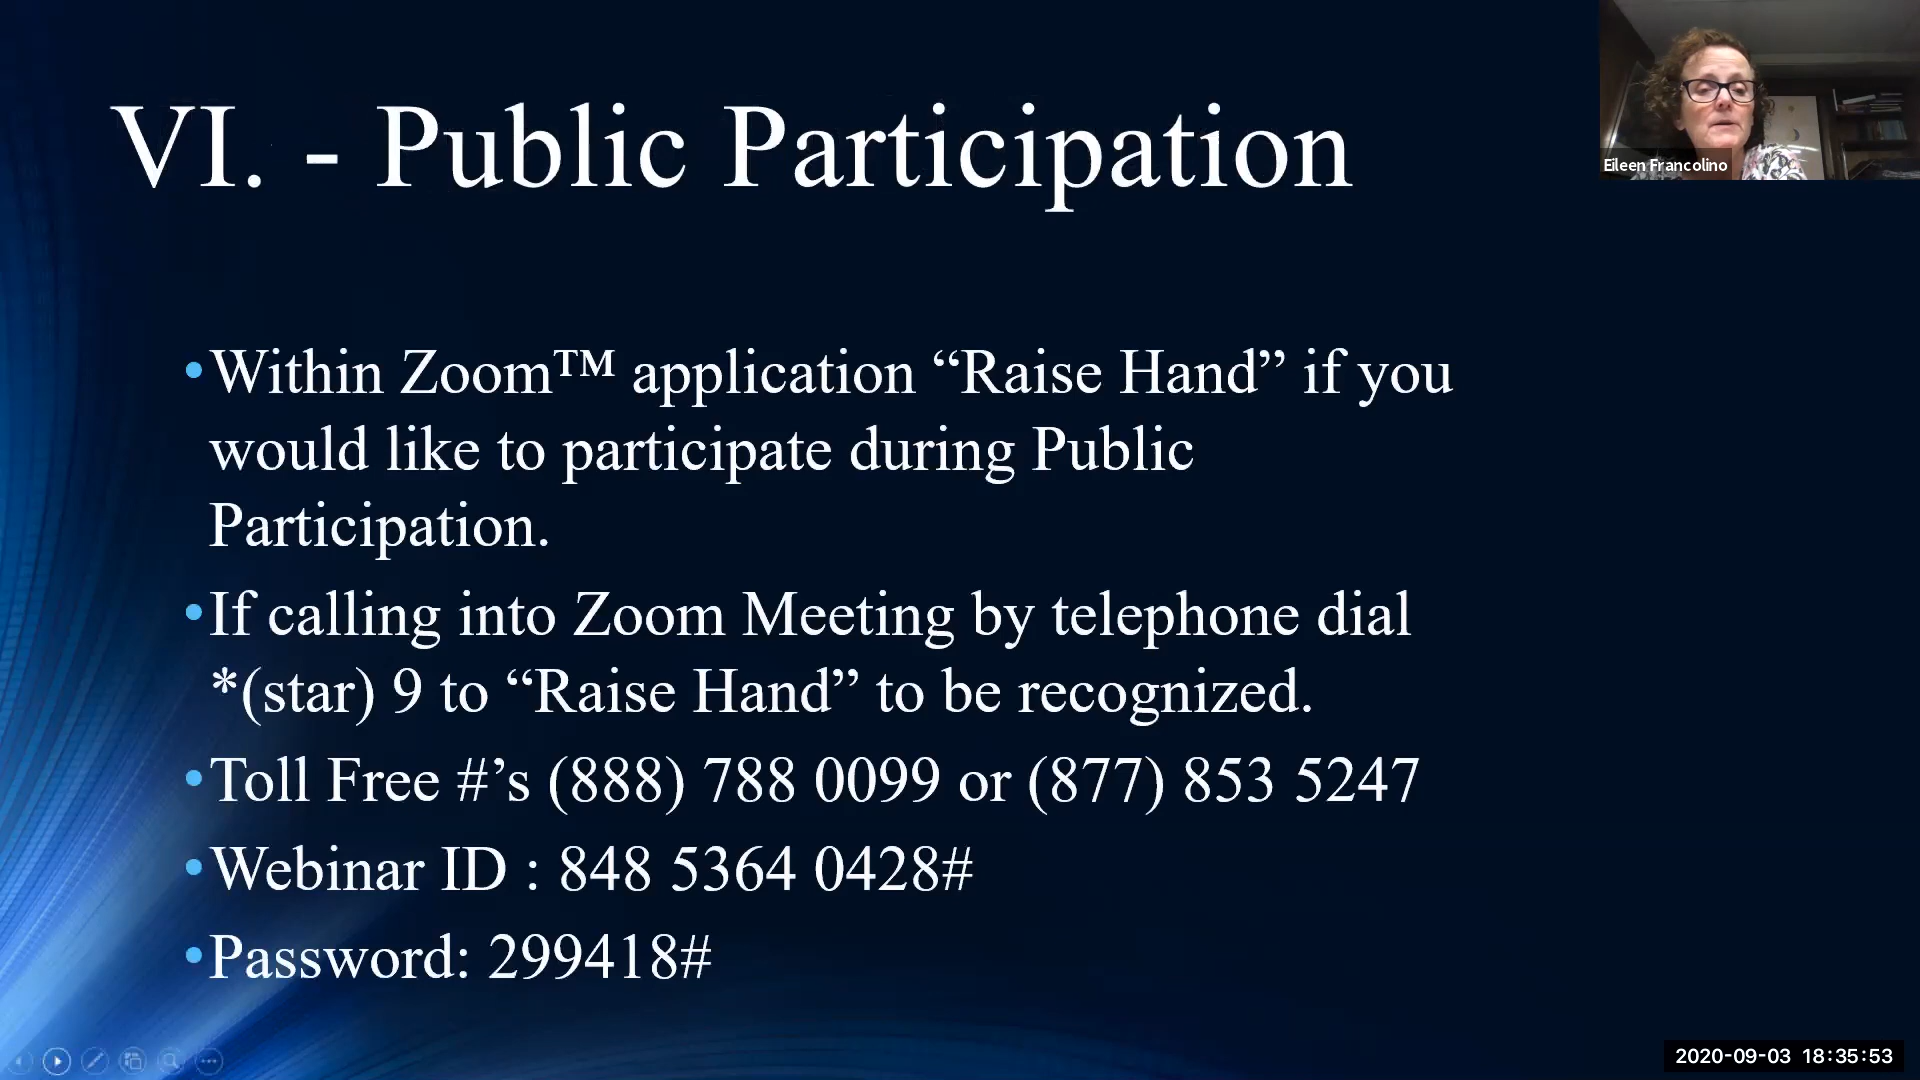 VI. - Public Participation
Eileen Francolino
•Within Zoom™ application “Raise Hand” if you
would like to participate during Public
Participation.
•If calling into Zoom Meeting by telephone dial
*(star) 9 to “Raise Hand” to be recognized.
•Toll Free #’s (888) 788 0099 or (877) 853 5247
•Webinar ID : 848 5364 0428#
•Password: 299418#
2020-09-03 18:35:53